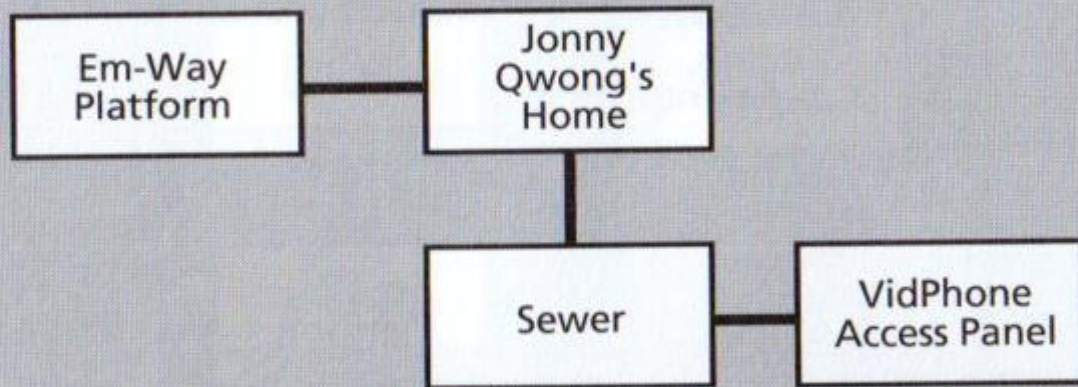 Em-Way
Platform
Jonny
Qwong's
Home
Sewer
VidPhone
Access Panel